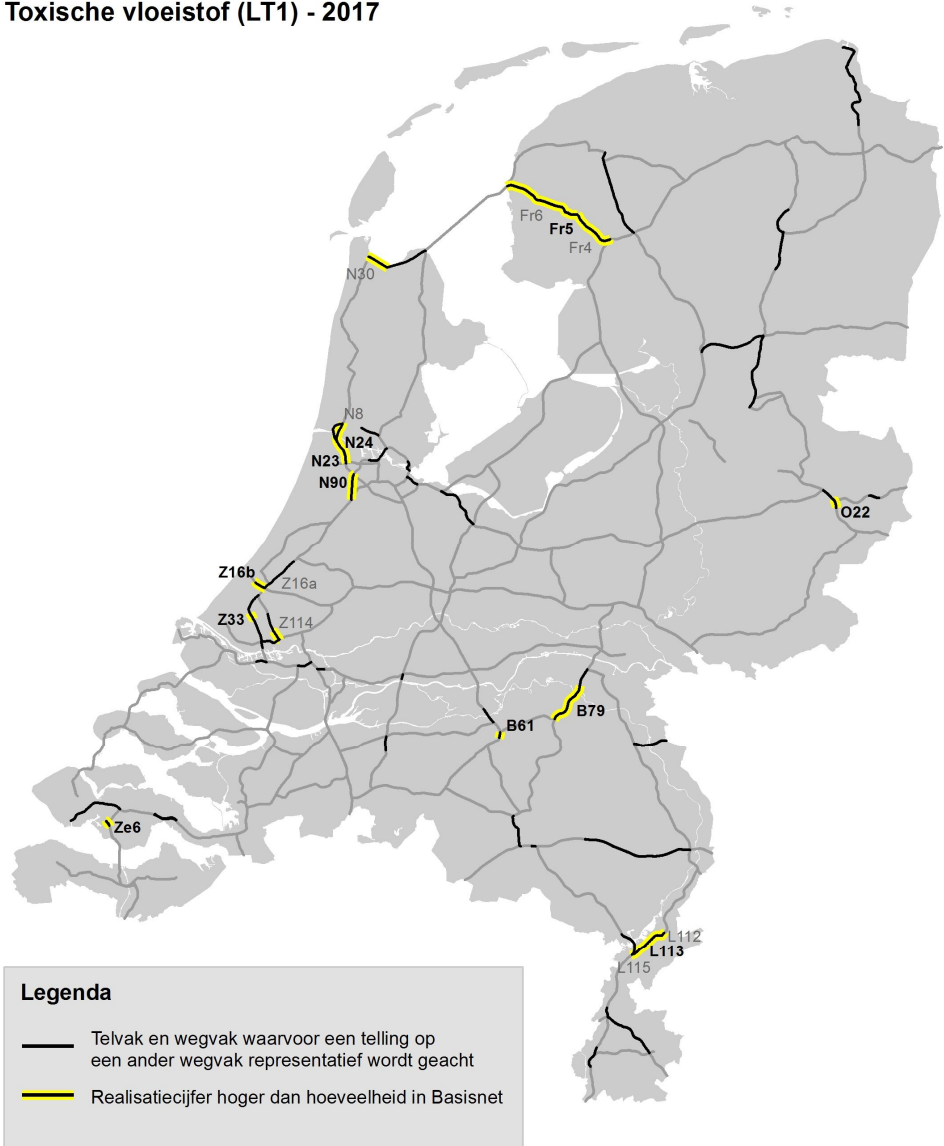 Toxische vloeistof (LT1) - 2017
Fr6
Fr5
Fr4
N30
N8
N24
N23
N90
O22
Z16b
Z16a
Z33
Z114
B79
B61
Ze6
L112
L113
L115
Legenda
Telvak en wegvak waarvoor een telling op
een ander wegvak representatief wordt geacht
Realisatiecijfer hoger dan hoeveelheid in Basisnet